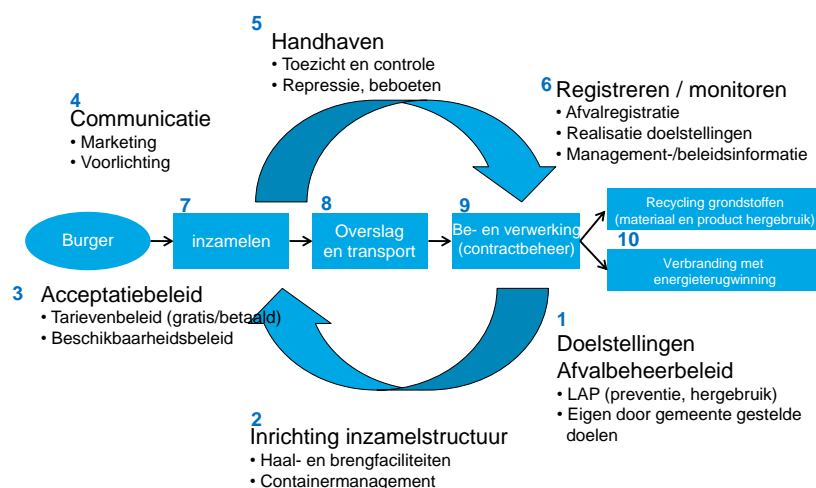 5
Handhaven
• Toezicht en controle
• Repressie, beboeten
4
Communicatie
• Marketing
• Voorlichting
6 Registreren / monitoren
• Afvalregistratie
• Realisatie doelstellingen
• Management-/beleidsinformatie
Burger
7
inzamelen
8
Overslag
en transport
9
Be- en verwerking
(contractbeheer)
Recycling grondstoffen
(materiaal en product hergebruik)
10
Verbranding met
energieterugwinning
3 Acceptatiebeleid
• Tarievenbeleid (gratis/betaald)
• Beschikbaarheidsbeleid
1
Doelstellingen
Afvalbeheerbeleid
• LAP (preventie, hergebruik)
• Eigen door gemeente gestelde
doelen
2
Inrichting inzamelstructuur
• Haal- en brengfaciliteiten
• Containermanagement